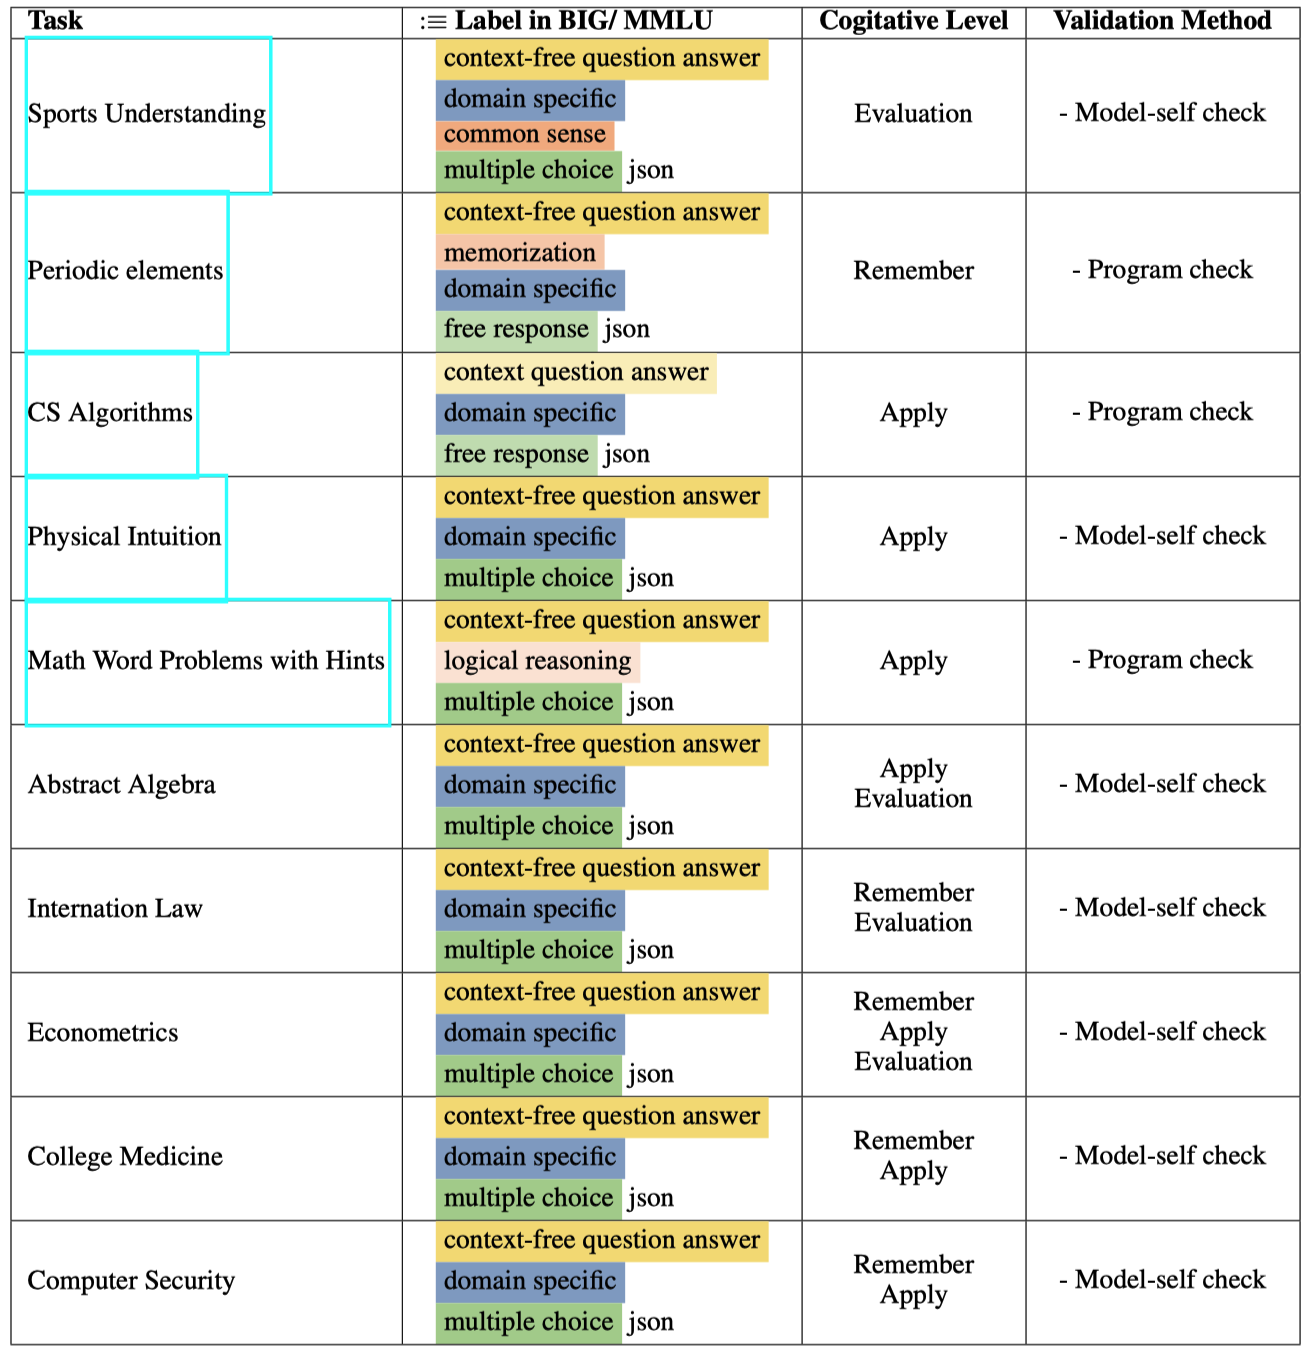 Task :≡ Label in BIG/ MMLU Cogitative Level Validation Method
Sports Understanding
context-free question answer
domain specific
common sense
multiple choice json
Evaluation
- Model-self check
Periodic elements
context-free question answer
memorization
domain specific
free response json
Remember
- Program check
CS Algorithms
context question answer
domain specific
free response json
Apply
- Program check
Physical Intuition
context-free question answer
domain specific
multiple choice json
Apply
- Model-self check
Math Word Problems with Hints
context-free question answer
logical reasoning
multiple choice json
Apply
- Program check
Abstract Algebra
context-free question answer
domain specific
multiple choice json
Apply
Evaluation
- Model-self check
Internation Law
context-free question answer
domain specific
multiple choice json
Remember
Evaluation
- Model-self check
Econometrics
context-free question answer
domain specific
multiple choice json
Remember
Apply
Evaluation
- Model-self check
College Medicine
context-free question answer
domain specific
multiple choice json
Remember
Apply
- Model-self check
Computer Security
context-free question answer
domain specific
multiple choice json
Remember
Apply
- Model-self check